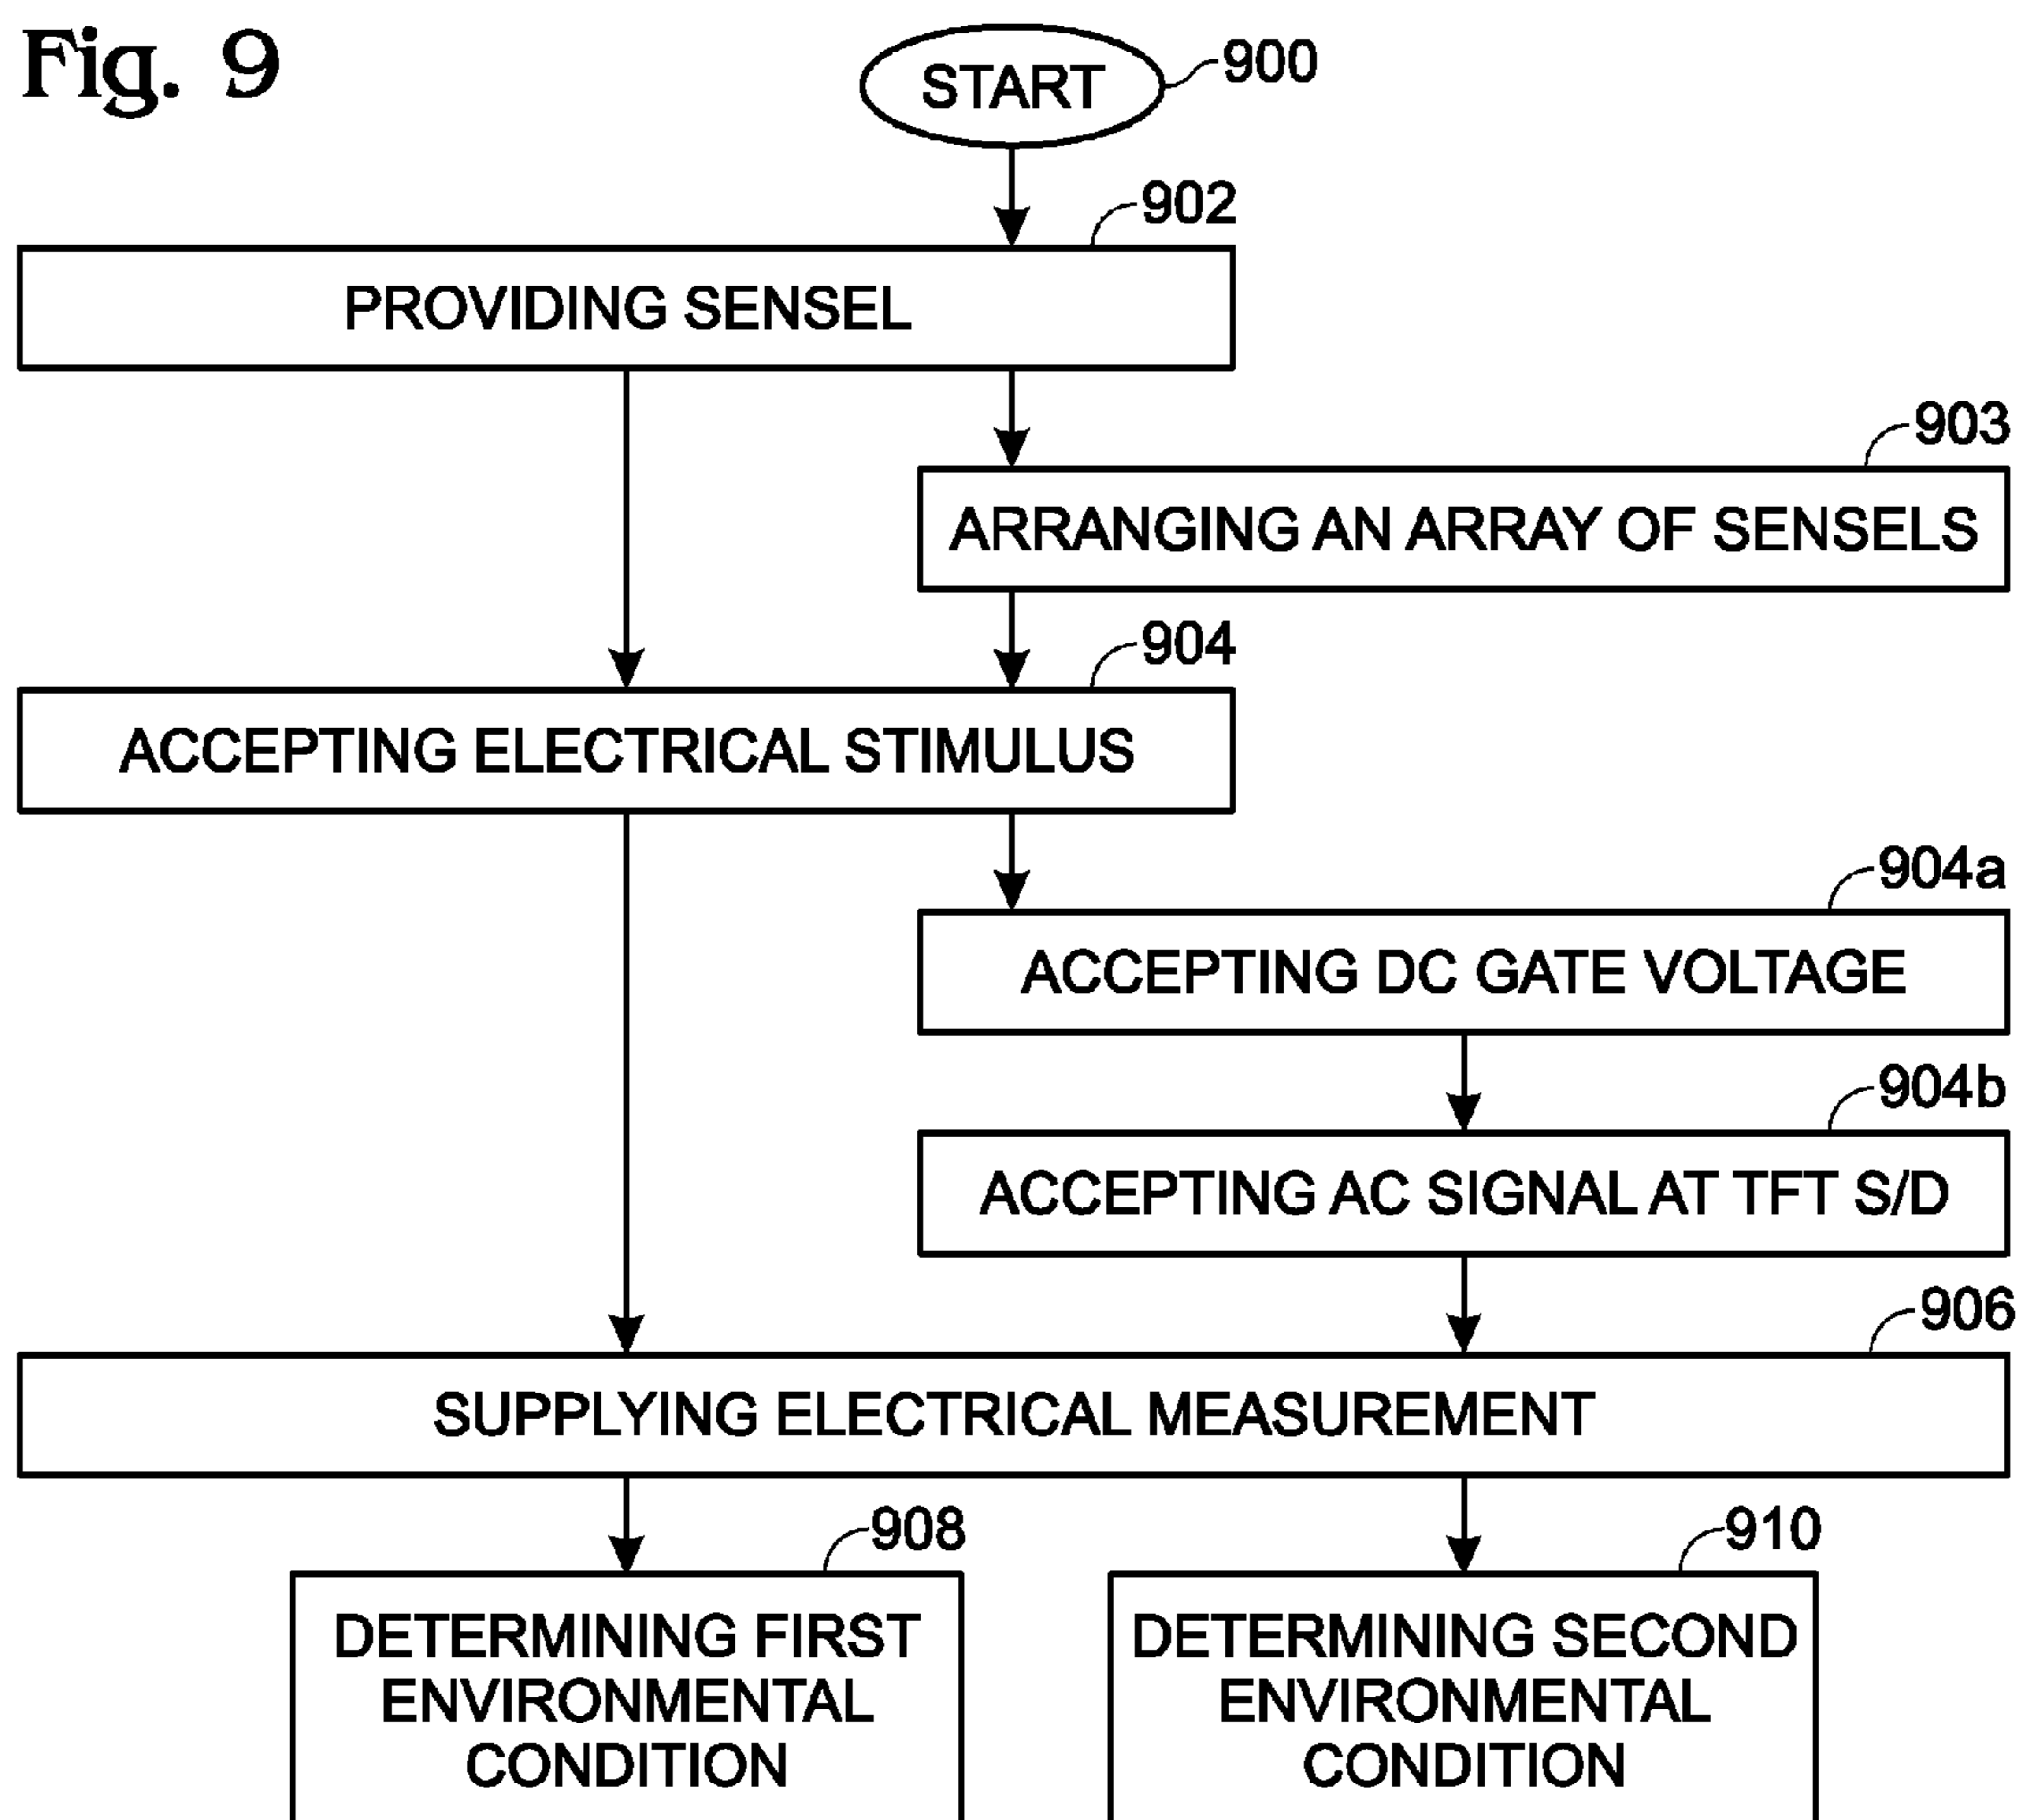 Fig. 9
START
900
902
PROVIDING SENSEL
903
ARRANGING AN ARRAY OF SENSELS
904
ACCEPTING ELECTRICAL STIMULUS
904a
ACCEPTING DC GATE VOLTAGE
904b
ACCEPTING AC SIGNAL AT TFT S/D
906
SUPPLYING ELECTRICAL MEASUREMENT
908
DETERMINING FIRST
ENVIRONMENTAL
CONDITION
910
DETERMINING SECOND
ENVIRONMENTAL
CONDITION